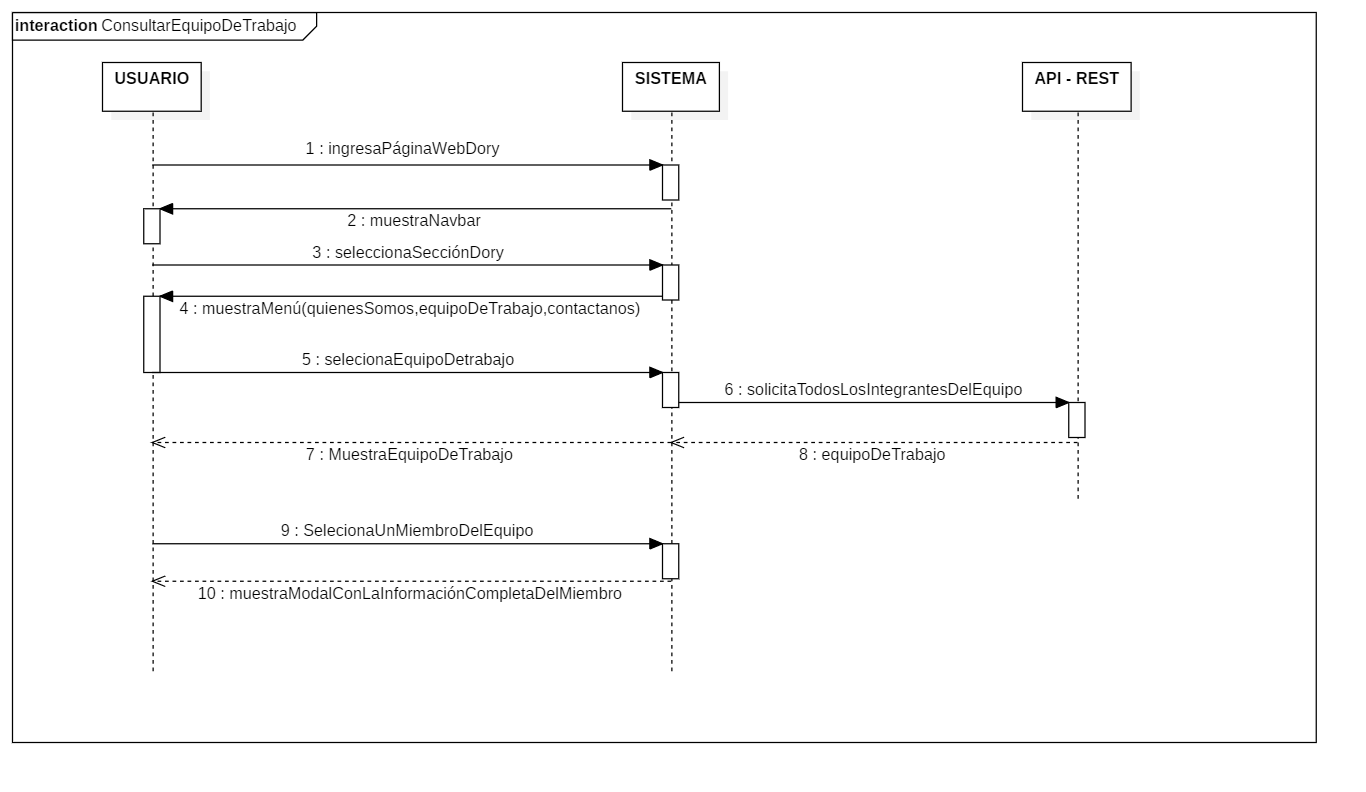 interaction ConsultarEquipoDeTrabajo
USUARIO
SISTEMA
API - REST
1 : ingresaPáginaWebDory
2 : muestraNavbar
3 : seleccionaSecciónDory
4 : muestraMenú(quienesSomos,equipoDeTrabajo,contactanos)
5 : selecionaEquipoDetrabajo
6 : solicitaTodosLosIntegrantesDelEquipo
7 : MuestraEquipoDeTrabajo
8 : equipoDeTrabajo
9 : SelecionaUnMiembroDelEquipo
10 : muestraModalConLaInformaciónCompletaDelMiembro